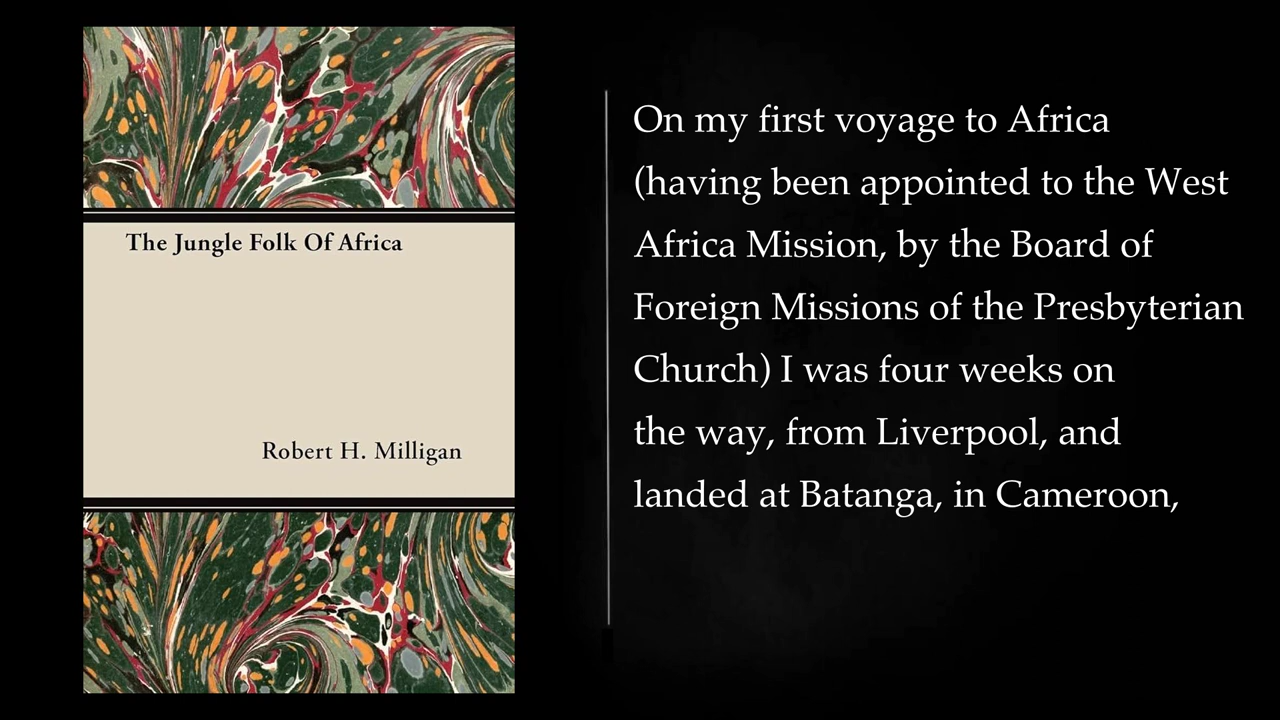 The Jungle Folk Of Africa
Robert H. Milligan
On my first voyage to Africa
(having been appointed to the West
Africa Mission, by the Board of
Foreign Missions of the Presbyterian
Church) I was four weeks on
the way, from Liverpool, and
landed at Batanga, in Cameroon,